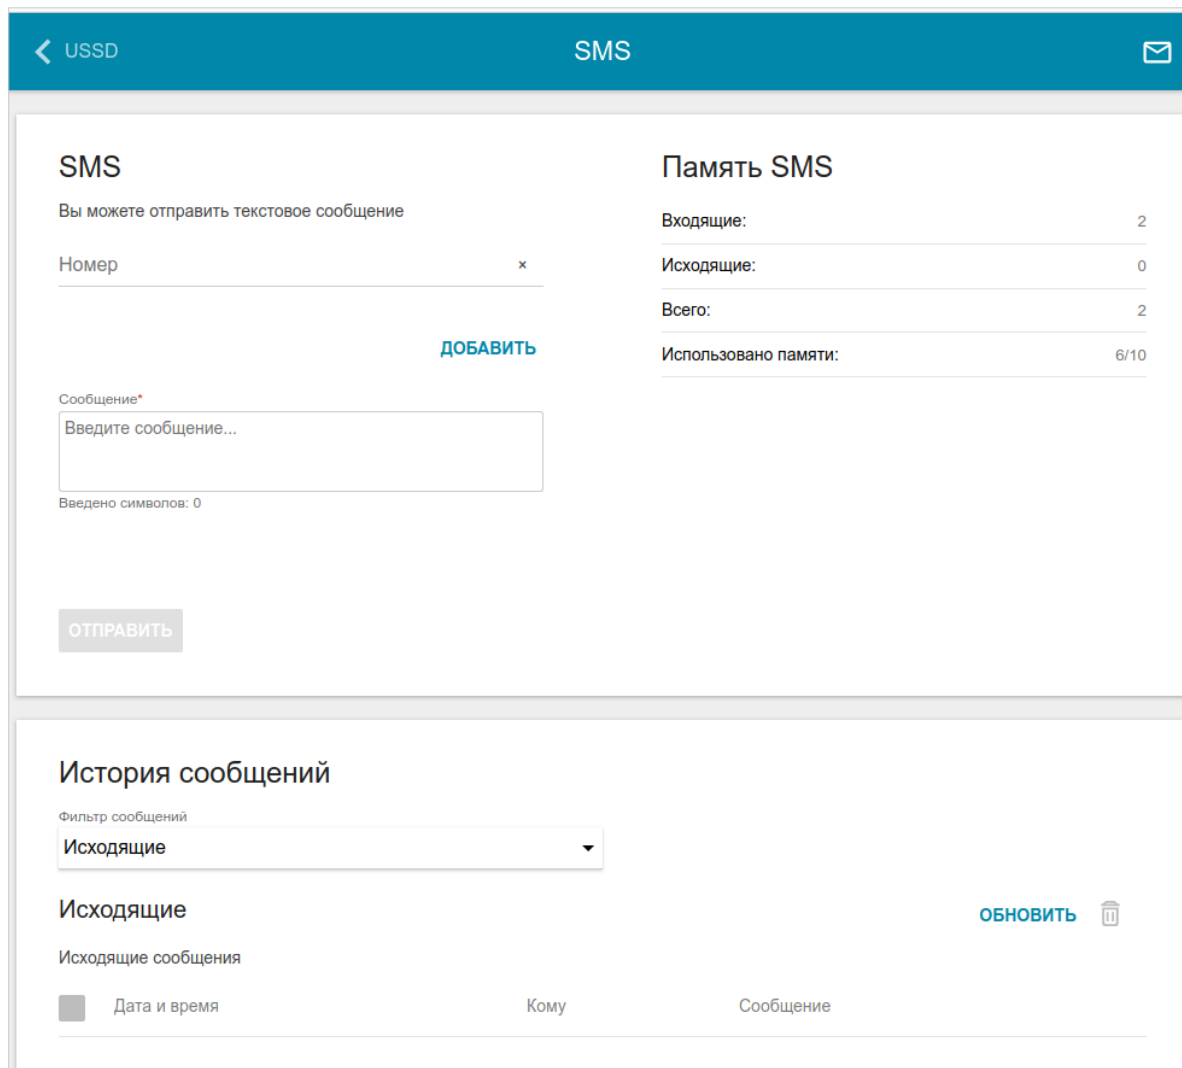 USSD
SMS
SMS
Вы можете отправить текстовое сообщение
Номер ×
ДОБАВИТЬ
Сообщение*
Введите сообщение...
Введено символов: 0
ОТПРАВИТЬ
Память SMS
Входящие: 2
Исходящие: 0
Всего: 2
Использовано памяти: 6/10
История сообщений
Фильтр сообщений
Исходящие
Исходящие
ОБНОВИТЬ
Исходящие сообщения
Дата и время Кому Сообщение